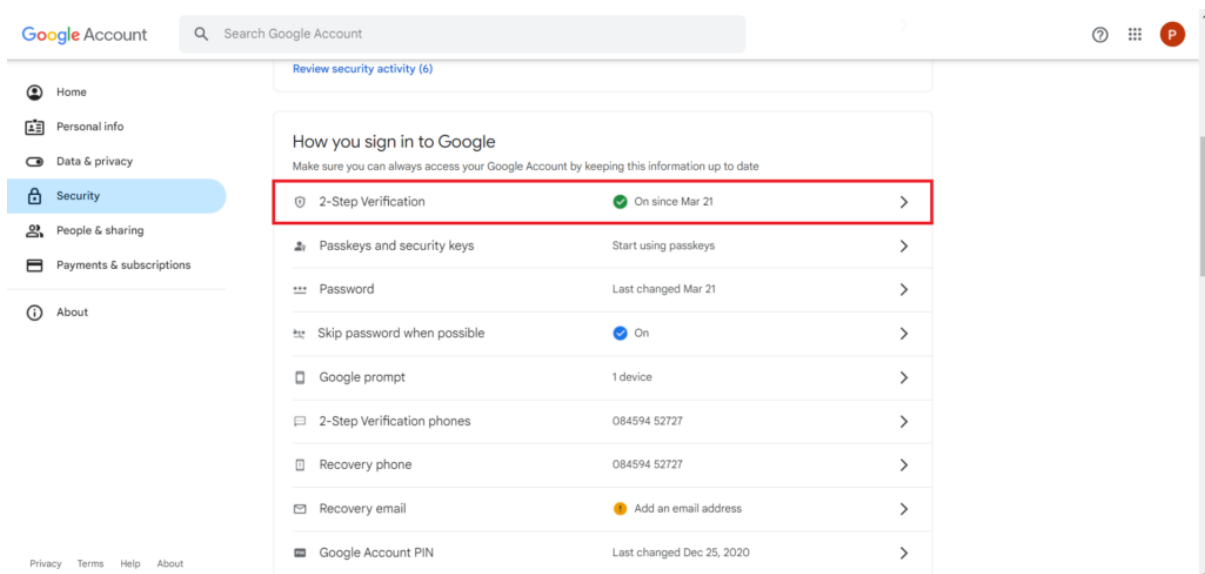 Google Account
Search Google Account
P
Home
Personal info
Data & privacy
Security
People & sharing
Payments & subscriptions
About
Review security activity (6)
How you sign in to Google
Make sure you can always access your Google Account by keeping this information up to date
2-Step Verification On since Mar 21
Passkeys and security keys Start using passkeys
Password Last changed Mar 21
Skip password when possible On
Google prompt 1 device
2-Step Verification phones 084594 52727
Recovery phone 084594 52727
Recovery email Add an email address
Google Account PIN Last changed Dec 25, 2020
Privacy Terms Help About